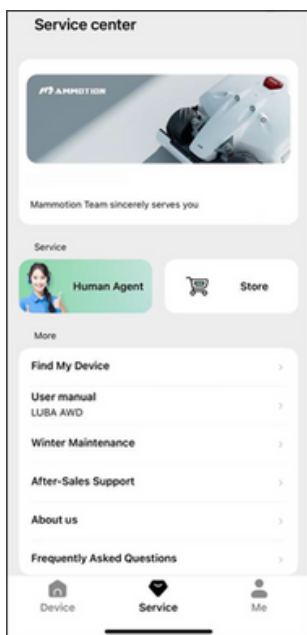 Service center
MAMMOTION
Mammotion Team sincerely serves you
Service
Human Agent
Store
More
Find My Device
User manual
LUBA AWD
Winter Maintenance
After-Sales Support
About us
Frequently Asked Questions
Device
Service
Me